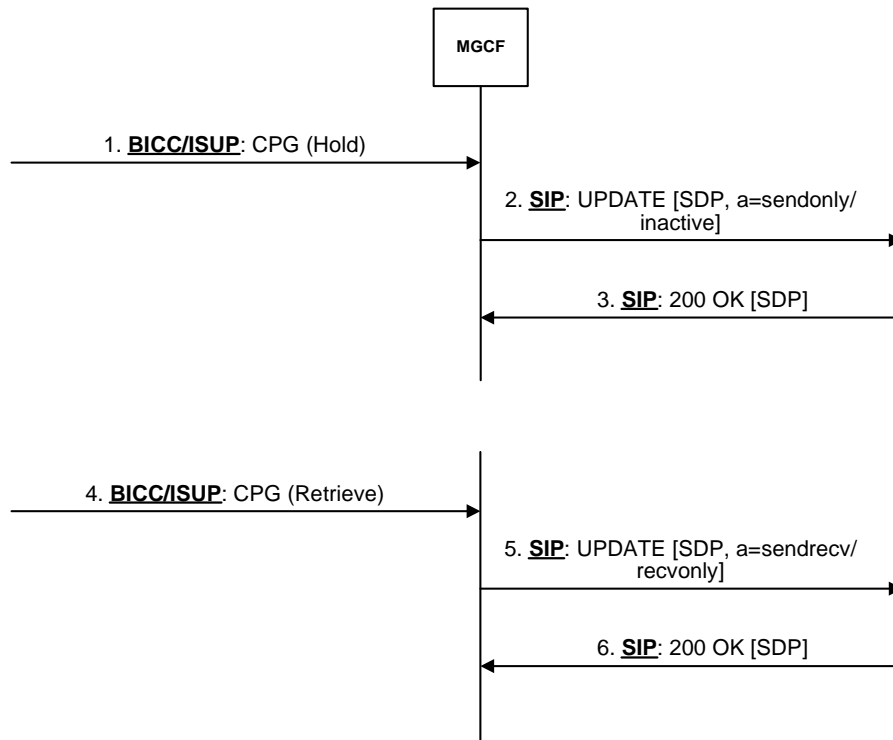 MGCF
1. BICC/ISUP: CPG (Hold)
2. SIP: UPDATE [SDP, a=sendonly/
inactive]
3. SIP: 200 OK [SDP]
4. BICC/ISUP: CPG (Retrieve)
5. SIP: UPDATE [SDP, a=sendrecv/
recvonly]
6. SIP: 200 OK [SDP]